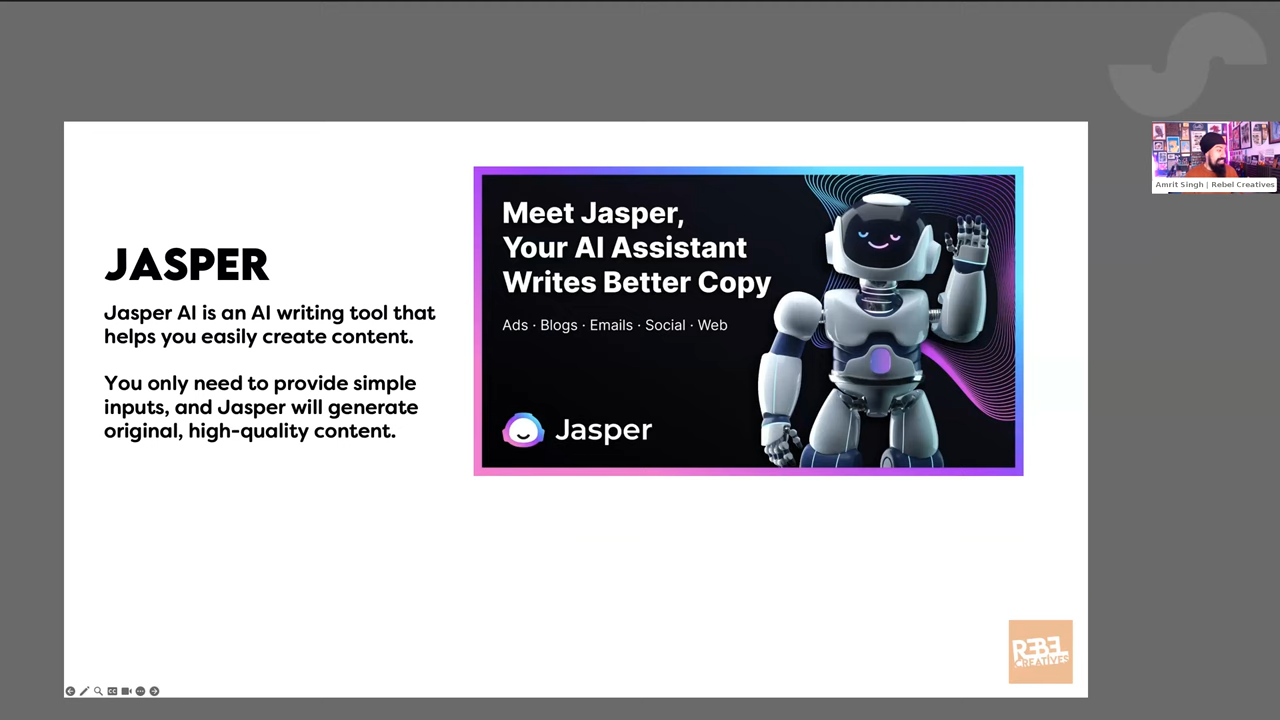 JASPER
Jasper AI is an AI writing tool that
helps you easily create content.
You only need to provide simple
inputs, and Jasper will generate
original, high-quality content.
Meet Jasper,
Your AI Assistant
Writes Better Copy
Ads · Blogs · Emails · Social · Web
Jasper
Amrit Singh | Rebel Creatives
REBEL
CREATIVES